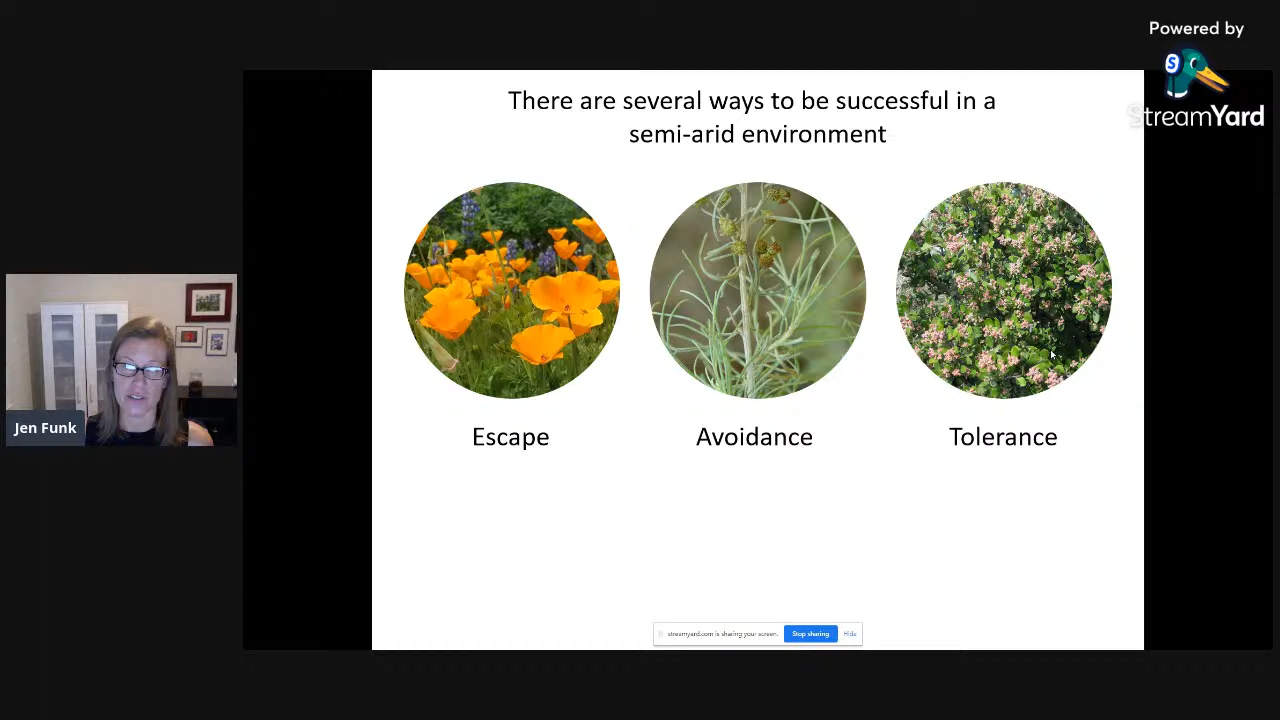 Powered by
StreamYard
There are several ways to be successful in a
semi-arid environment
Escape
Avoidance
Tolerance
Jen Funk
streamyard.com is sharing your screen.
Stop sharing
Hide